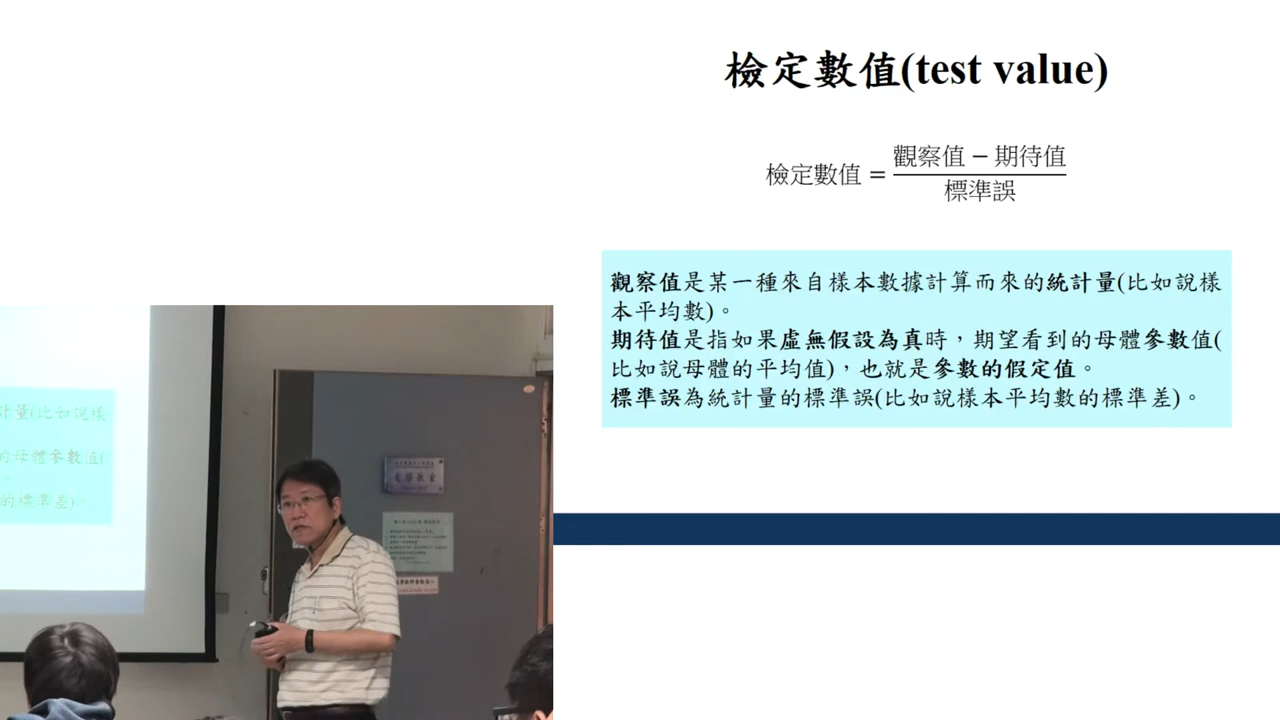 檢定數值(test value)
檢定數值 = 觀察值 − 期待值
標準誤
觀察值是某一種來自樣本數據計算而來的統計量(比如說樣
本平均數)。
期待值是指如果虛無假設為真時，期望看到的母體參數值(
比如說母體的平均值)，也就是參數的假定值。
標準誤為統計量的標準誤(比如說樣本平均數的標準差)。
計量(比如說樣
的母體參數值(
的標準差)。
電腦教室